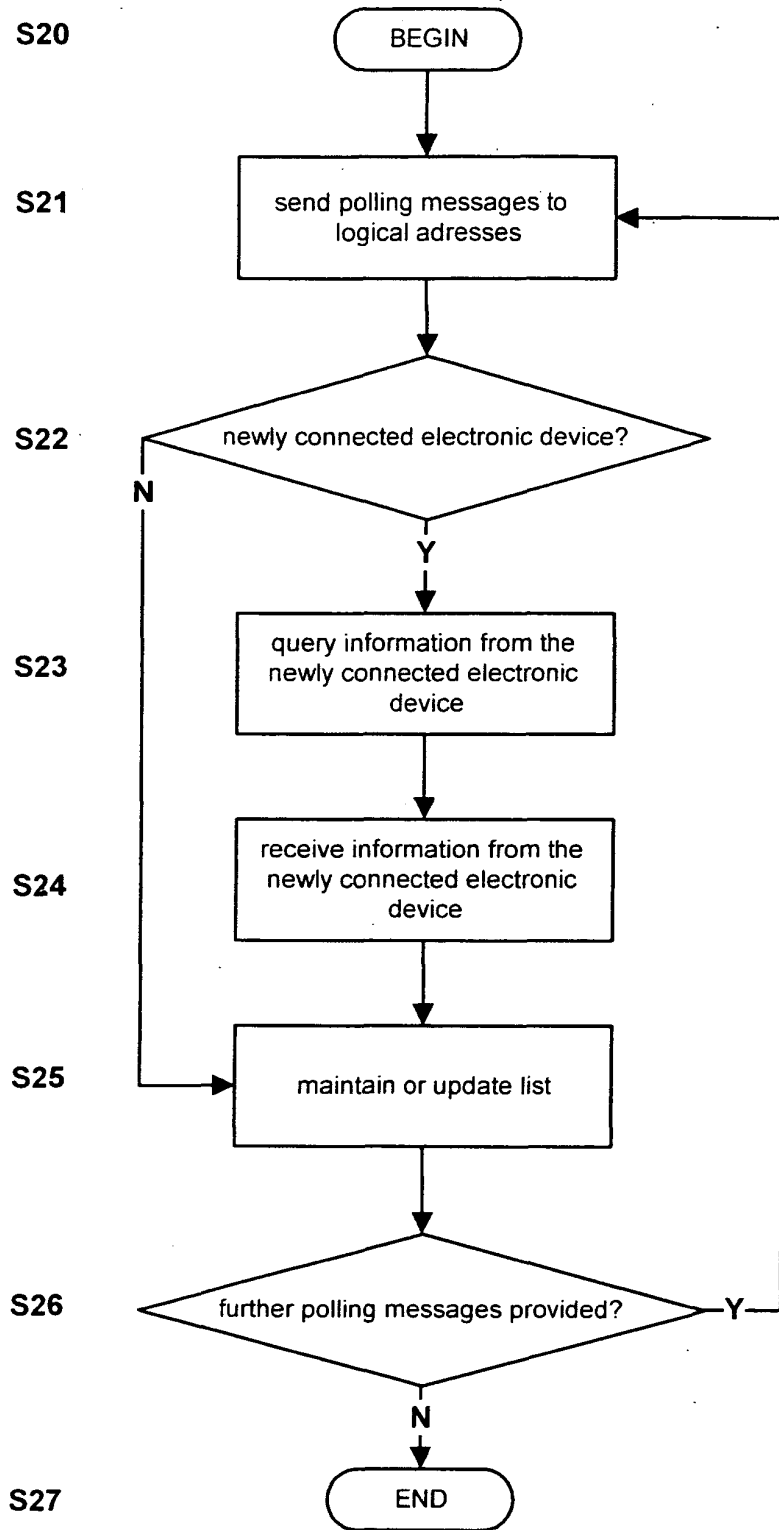 S20
BEGIN
S21
send polling messages to
logical adresses
S22
newly connected electronic device?
N
Y
S23
query information from the
newly connected electronic
device
S24
receive information from the
newly connected electronic
device
S25
maintain or update list
S26
further polling messages provided?
Y
N
S27
END